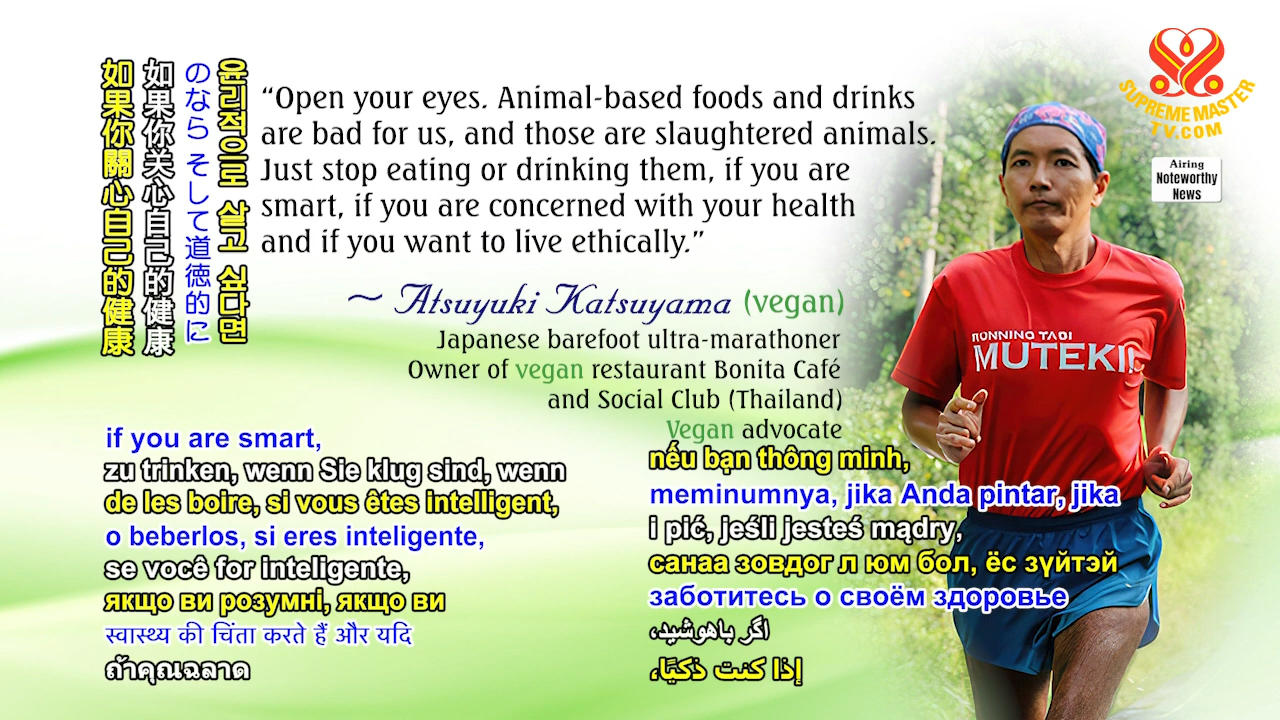 如果你關心自己的健康
如果你关心自己的健康
のなら そして道徳的に
윤리적으로 살고 싶다면
“Open your eyes. Animal-based foods and drinks
are bad for us, and those are slaughtered animals.
Just stop eating or drinking them, if you are
smart, if you are concerned with your health
and if you want to live ethically.”
~ Atsuyuki Katsuyama (vegan)
Japanese barefoot ultra-marathoner
Owner of vegan restaurant Bonita Café
and Social Club (Thailand)
Vegan advocate
if you are smart,
zu trinken, wenn Sie klug sind, wenn
de les boire, si vous êtes intelligent,
o beberlos, si eres inteligente,
se você for inteligente,
якщо ви розумні, якщо ви
स्वास्थ्य की चिंता करते हैं और यदि
ถ้าคุณฉลาด
nếu bạn thông minh,
meminumnya, jika Anda pintar, jika
i pić, jeśli jesteś mądry,
санаа зовдог л юм бол, ёс зүйтэй
заботитесь о своём здоровье
اگر باهوشید،
إذا كنت ذكيًا،
SUPREME MASTER
TV.COM
Airing
Noteworthy
News
MUTEKI!